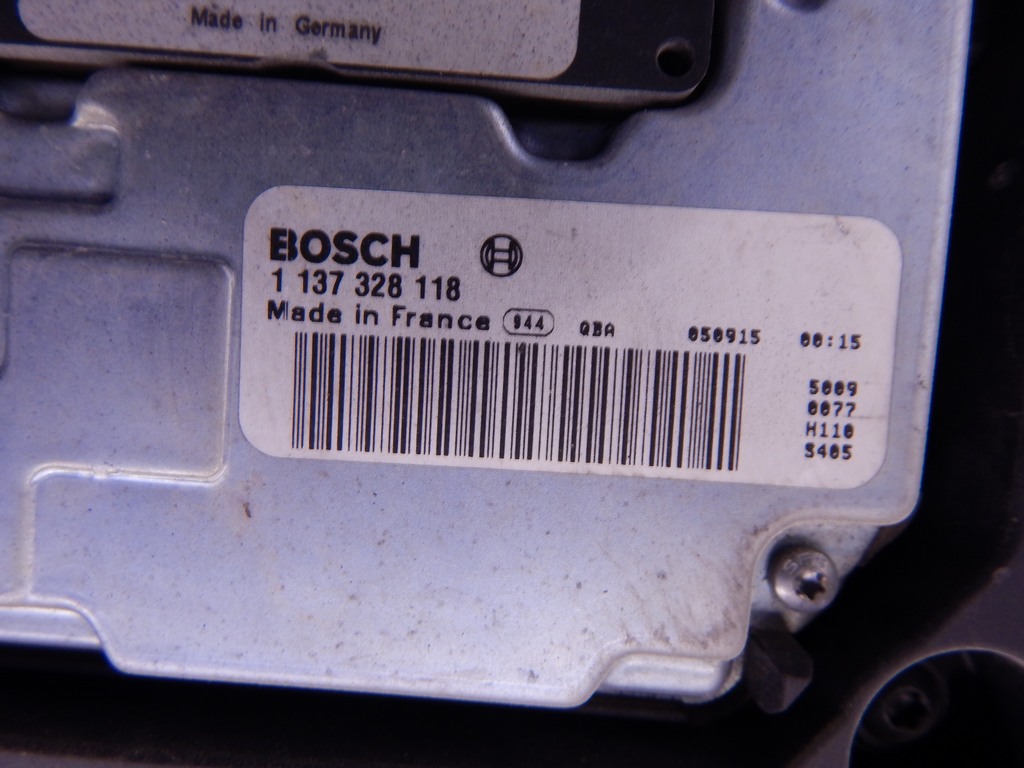 Made in Germany
BOSCH
1 137 328 118
Made in France 944 QBA 050915 00:15
5009
0077
H110
S405